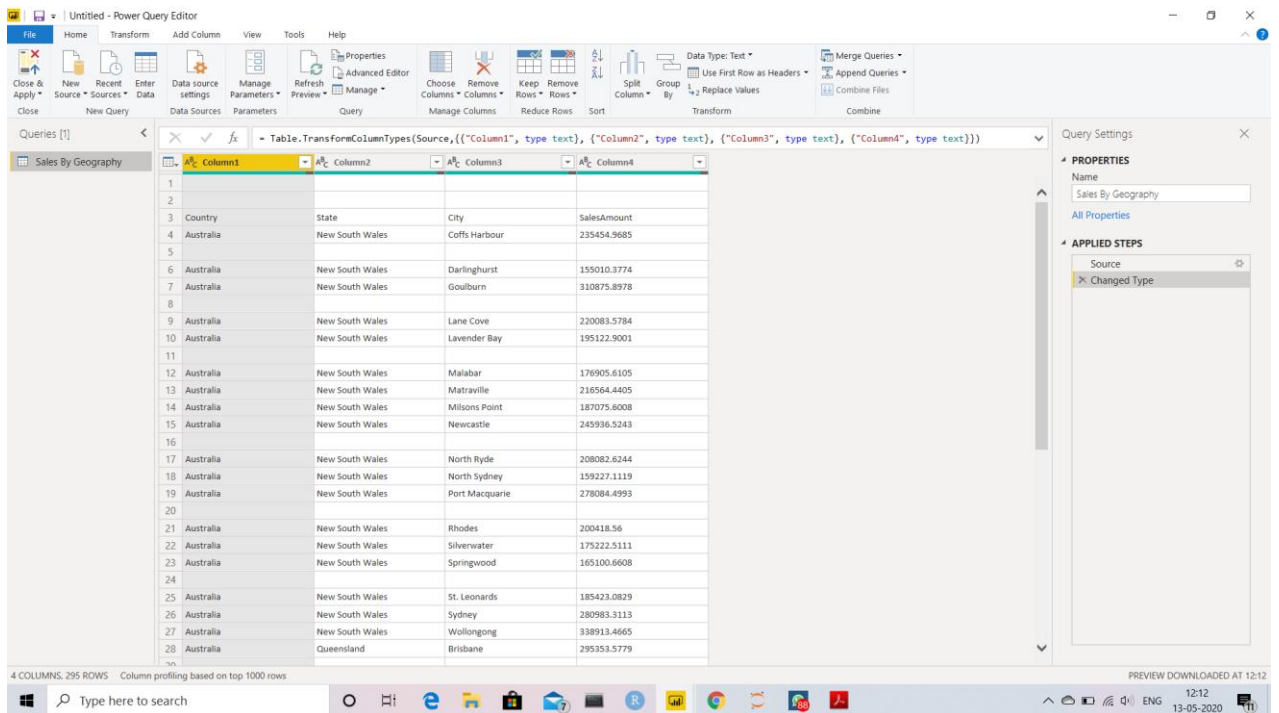 Untitled - Power Query Editor
File Home Transform Add Column View Tools Help
Close & Apply
New Source
Recent Sources
Enter Data
Data source settings
Manage Parameters
Refresh Preview
Properties
Advanced Editor
Manage
Choose Columns
Remove Columns
Keep Rows
Remove Rows
Split Column
Group By
Data Type: Text
Use First Row as Headers
Replace Values
Merge Queries
Append Queries
Combine Files
Close New Query Data Sources Parameters Query Manage Columns Reduce Rows Sort Transform Combine
Queries [1]
Sales By Geography
fx = Table.TransformColumnTypes(Source,{{"Column1", type text}, {"Column2", type text}, {"Column3", type text}, {"Column4", type text}})
ABC Column1 ABC Column2 ABC Column3 ABC Column4
1
2
3 Country State City SalesAmount
4 Australia New South Wales Coffs Harbour 235454.9685
5
6 Australia New South Wales Darlinghurst 155010.3774
7 Australia New South Wales Goulburn 310875.8978
8
9 Australia New South Wales Lane Cove 220083.5784
10 Australia New South Wales Lavender Bay 195122.9001
11
12 Australia New South Wales Malabar 176905.6105
13 Australia New South Wales Matraville 216564.4405
14 Australia New South Wales Milsons Point 187075.6008
15 Australia New South Wales Newcastle 245936.5243
16
17 Australia New South Wales North Ryde 208082.6244
18 Australia New South Wales North Sydney 159227.1119
19 Australia New South Wales Port Macquarie 278084.4993
20
21 Australia New South Wales Rhodes 200418.56
22 Australia New South Wales Silverwater 175222.5111
23 Australia New South Wales Springwood 165100.6608
24
25 Australia New South Wales St. Leonards 185423.0829
26 Australia New South Wales Sydney 280983.3113
27 Australia New South Wales Wollongong 338913.4665
28 Australia Queensland Brisbane 295353.5779
Query Settings
PROPERTIES
Name
Sales By Geography
All Properties
APPLIED STEPS
Source
Changed Type
4 COLUMNS, 295 ROWS Column profiling based on top 1000 rows
PREVIEW DOWNLOADED AT 12:12
Type here to search
7
R
88
ENG
12:12
13-05-2020
11